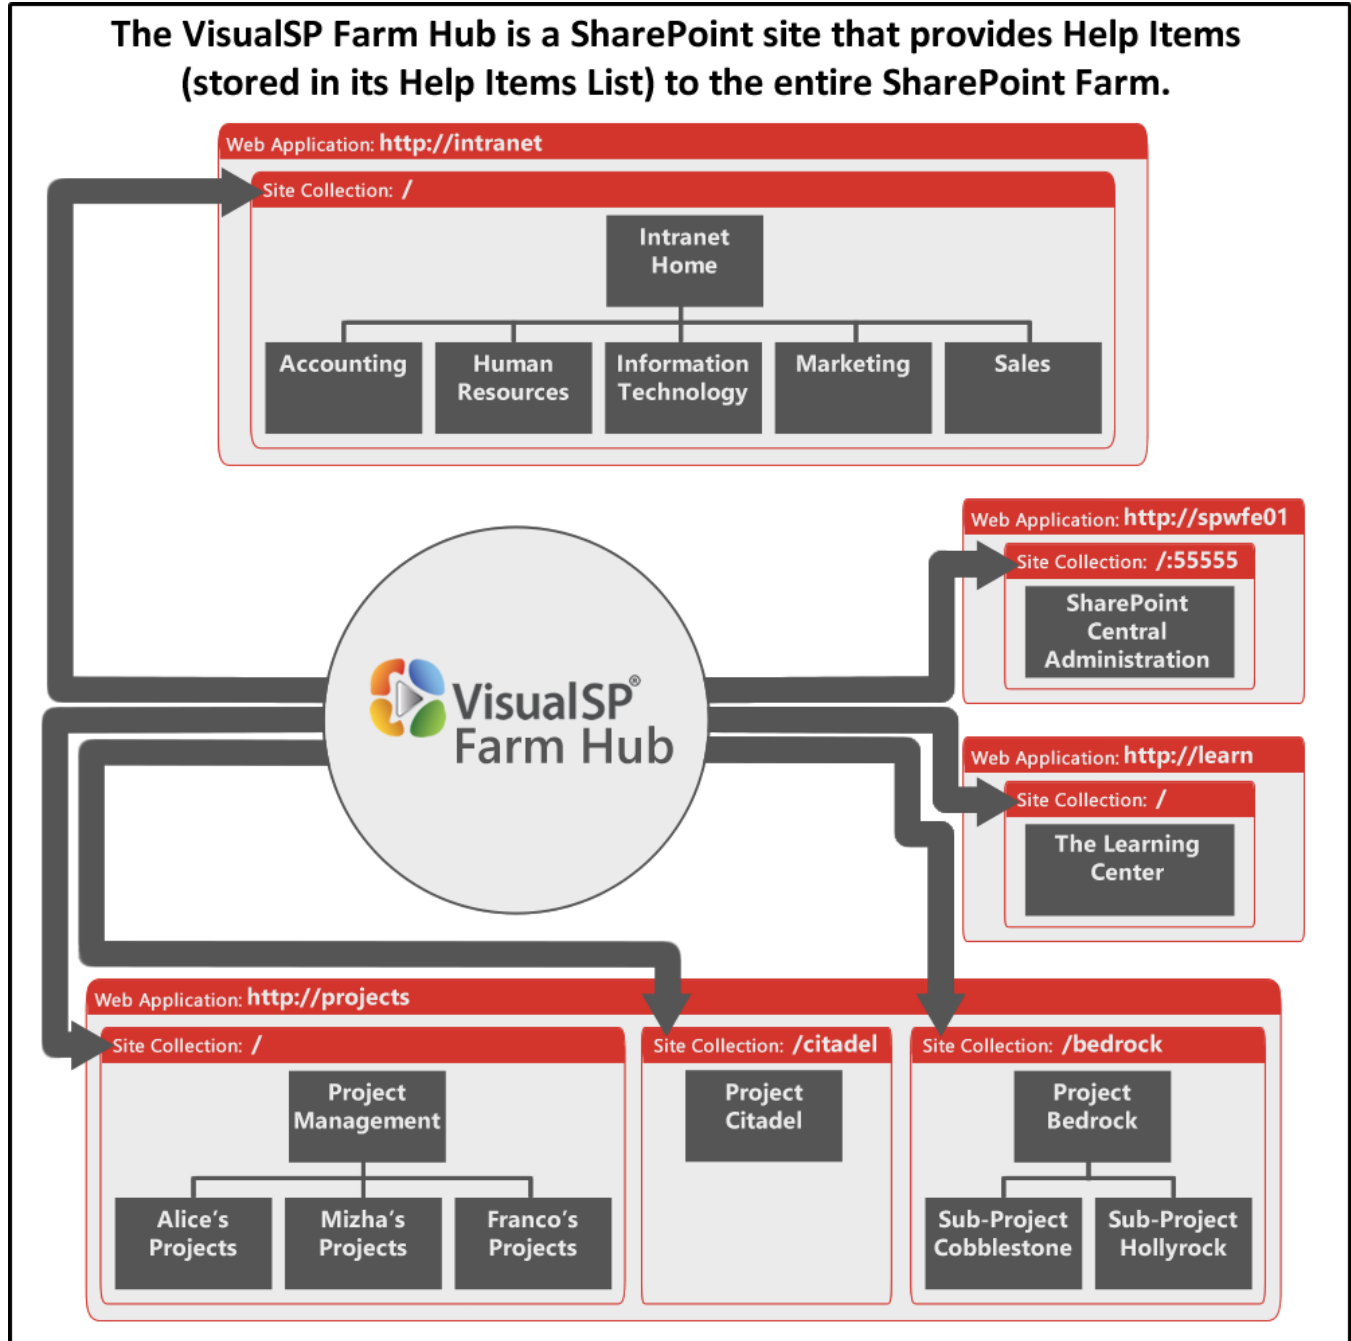 The VisualSP Farm Hub is a SharePoint site that provides Help Items
(stored in its Help Items List) to the entire SharePoint Farm.
Web Application: http://intranet
Site Collection: /
Intranet
Home
Accounting
Human
Resources
Information
Technology
Marketing
Sales
Web Application: http://spwfe01
Site Collection: /:55555
SharePoint
Central
Administration
VisualSP®
Farm Hub
Web Application: http://learn
Site Collection: /
The Learning
Center
Web Application: http://projects
Site Collection: /
Project
Management
Alice's
Projects
Mizha's
Projects
Franco's
Projects
Site Collection: /citadel
Project
Citadel
Site Collection: /bedrock
Project
Bedrock
Sub-Project
Cobblestone
Sub-Project
Hollyrock